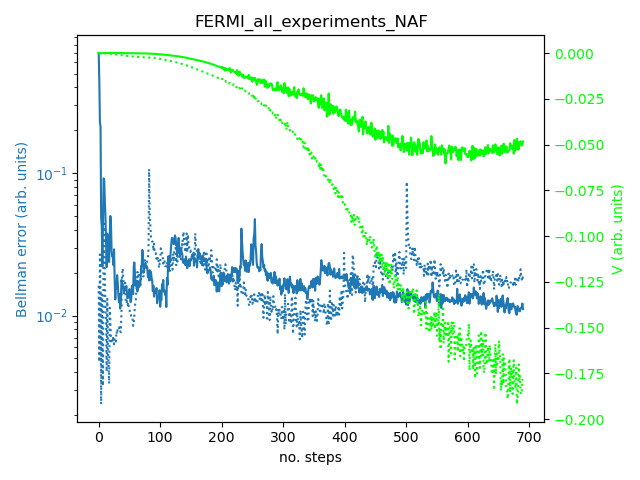 FERMI_all_experiments_NAF
Bellman error (arb. units)
10⁻¹
10⁻²
0.000
−0.025
−0.050
−0.075
−0.100
−0.125
−0.150
−0.175
−0.200
V (arb. units)
0 100 200 300 400 500 600 700
no. steps